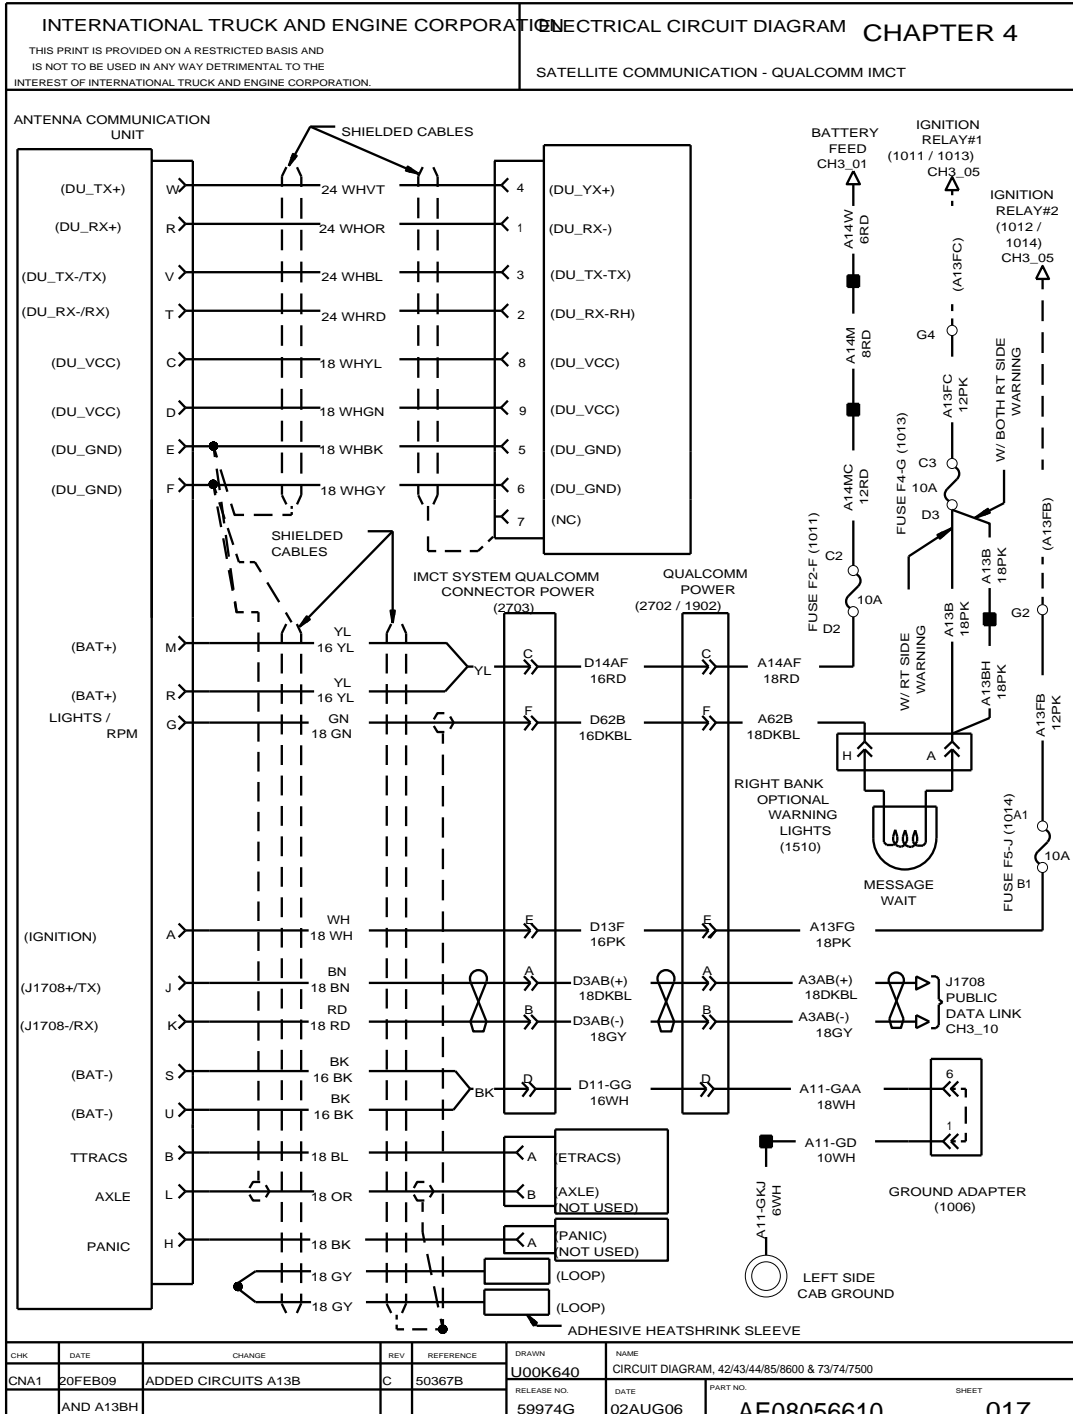 INTERNATIONAL TRUCK AND ENGINE CORPORATION
THIS PRINT IS PROVIDED ON A RESTRICTED BASIS AND
IS NOT TO BE USED IN ANY WAY DETRIMENTAL TO THE
INTEREST OF INTERNATIONAL TRUCK AND ENGINE CORPORATION.
ELECTRICAL CIRCUIT DIAGRAM
CHAPTER 4
SATELLITE COMMUNICATION - QUALCOMM IMCT
ANTENNA COMMUNICATION
UNIT
SHIELDED CABLES
(DU_TX+) W 24 WHVT 4 (DU_YX+)
(DU_RX+) R 24 WHOR 1 (DU_RX-)
(DU_TX-/TX) V 24 WHBL 3 (DU_TX-TX)
(DU_RX-/RX) T 24 WHRD 2 (DU_RX-RH)
(DU_VCC) C 18 WHYL 8 (DU_VCC)
(DU_VCC) D 18 WHGN 9 (DU_VCC)
(DU_GND) E 18 WHBK 5 (DU_GND)
(DU_GND) F 18 WHGY 6 (DU_GND)
7 (NC)
SHIELDED
CABLES
BATTERY
FEED
CH3_01
A14W
6RD
A14M
8RD
A14MC
12RD
FUSE F2-F (1011)
C2
10A
D2
IGNITION
RELAY#1
(1011 / 1013)
CH3_05
(A13FC)
G4
A13FC
12PK
FUSE F4-G (1013)
C3
10A
D3
W/ BOTH RT SIDE
WARNING
W/ RT SIDE
WARNING
A13B
18PK
A13B
18PK
A13BH
18PK
IGNITION
RELAY#2
(1012 /
1014)
CH3_05
(A13FB)
G2
A13FB
12PK
FUSE F5-J (1014)
A1
10A
B1
IMCT SYSTEM QUALCOMM
CONNECTOR POWER
(2703)
QUALCOMM
POWER
(2702 / 1902)
(BAT+) M YL
16 YL
(BAT+) R YL
16 YL
YL C D14AF
16RD
C A14AF
18RD
LIGHTS /
RPM G GN
18 GN
F D62B
16DKBL
F A62B
18DKBL
H A
RIGHT BANK
OPTIONAL
WARNING
LIGHTS
(1510)
MESSAGE
WAIT
(IGNITION) A WH
18 WH
E D13F
16PK
E A13FG
18PK
(J1708+/TX) J BN
18 BN
A D3AB(+)
18DKBL
A A3AB(+)
18DKBL
(J1708-/RX) K RD
18 RD
B D3AB(-)
18GY
B A3AB(-)
18GY
J1708
PUBLIC
DATA LINK
CH3_10
(BAT-) S BK
16 BK
(BAT-) U BK
16 BK
BK D D11-GG
16WH
D A11-GAA
18WH
6
1
A11-GD
10WH
A11-GKJ
6WH
GROUND ADAPTER
(1006)
LEFT SIDE
CAB GROUND
TTRACS B 18 BL A (ETRACS)
AXLE L 18 OR B (AXLE)
(NOT USED)
PANIC H 18 BK A (PANIC)
(NOT USED)
18 GY (LOOP)
18 GY (LOOP)
ADHESIVE HEATSHRINK SLEEVE
CHK DATE CHANGE REV REFERENCE
CNA1 20FEB09 ADDED CIRCUITS A13B C 50367B
AND A13BH
DRAWN
U00K640
NAME
CIRCUIT DIAGRAM, 42/43/44/85/8600 & 73/74/7500
RELEASE NO.
59974G
DATE
02AUG06
PART NO.
AE08056610
SHEET
017